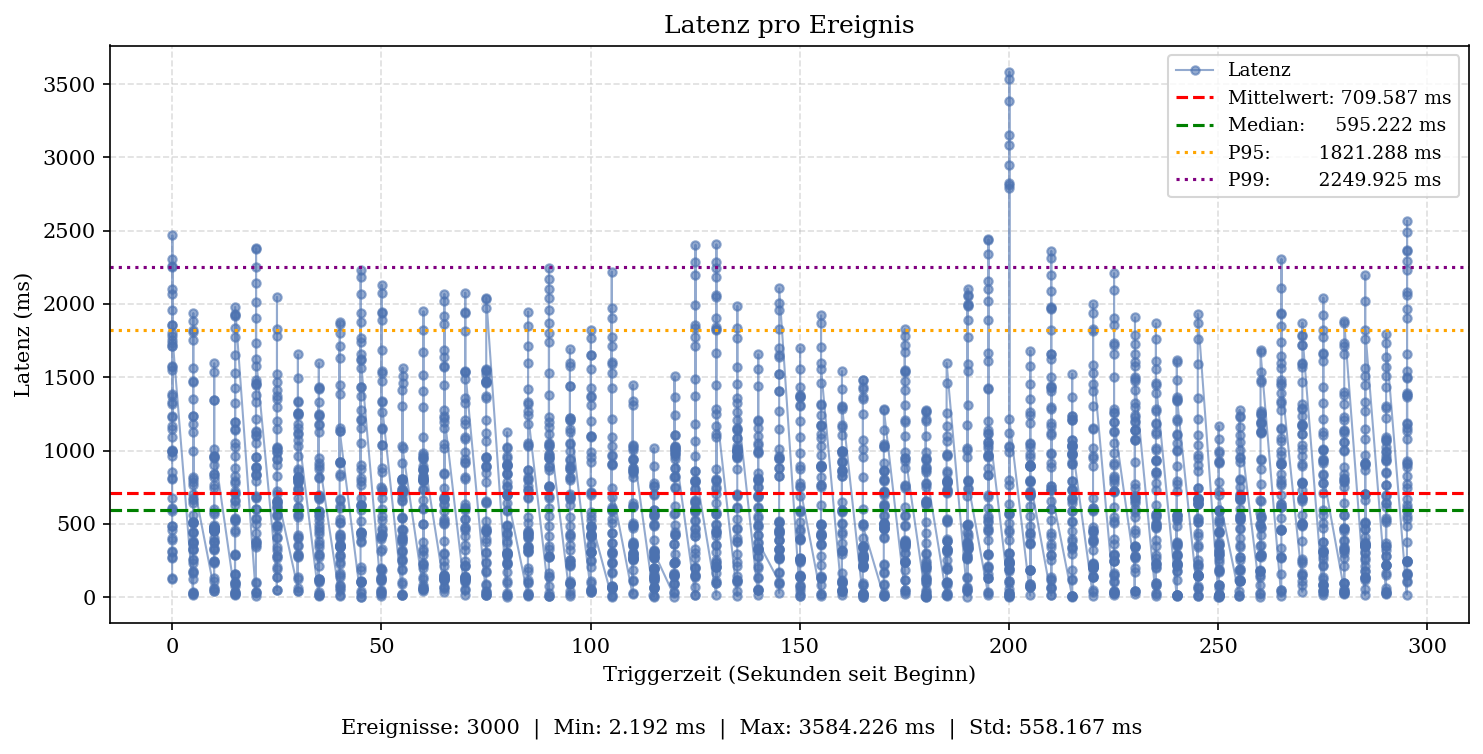 Latenz pro Ereignis
Latenz (ms)
3500
3000
2500
2000
1500
1000
500
0
Latenz
Mittelwert: 709.587 ms
Median: 595.222 ms
P95: 1821.288 ms
P99: 2249.925 ms
0 50 100 150 200 250 300
Triggerzeit (Sekunden seit Beginn)
Ereignisse: 3000 | Min: 2.192 ms | Max: 3584.226 ms | Std: 558.167 ms